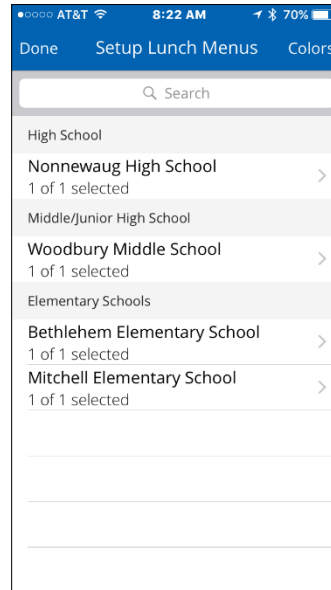 AT&T 8:22 AM 70%
Done Setup Lunch Menus Colors
Search
High School
Nonnewaug High School
1 of 1 selected
Middle/Junior High School
Woodbury Middle School
1 of 1 selected
Elementary Schools
Bethlehem Elementary School
1 of 1 selected
Mitchell Elementary School
1 of 1 selected